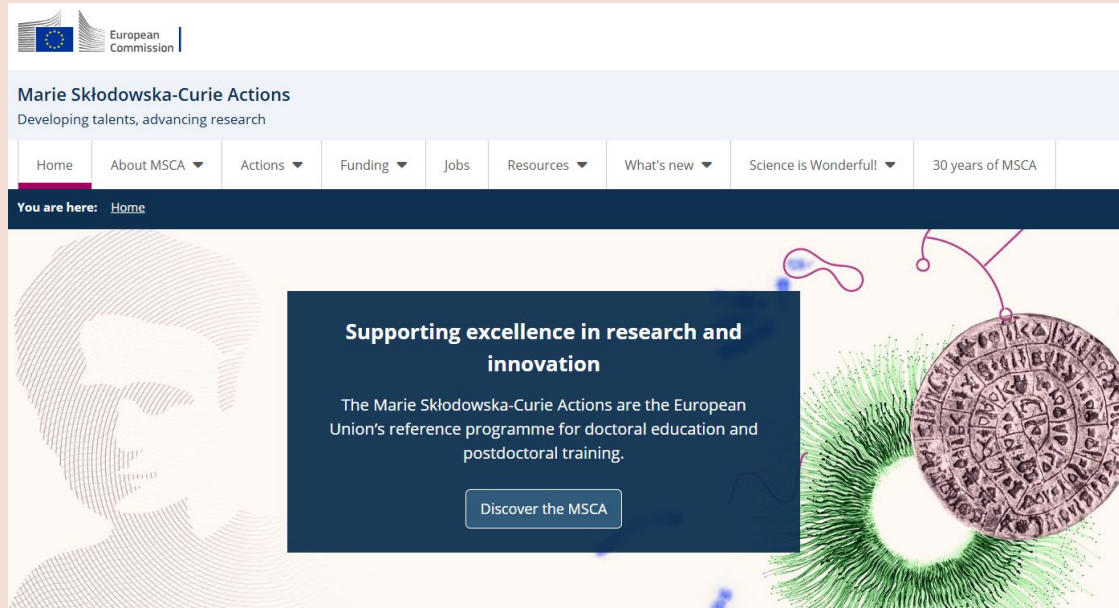 European
Commission
Marie Skłodowska-Curie Actions
Developing talents, advancing research
Home About MSCA Actions Funding Jobs Resources What's new Science is Wonderful! 30 years of MSCA
You are here: Home
Supporting excellence in research and
innovation
The Marie Skłodowska-Curie Actions are the European
Union’s reference programme for doctoral education and
postdoctoral training.
Discover the MSCA